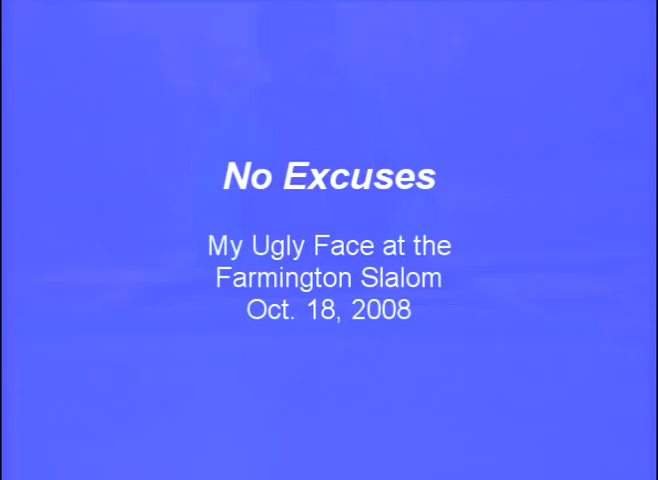 No Excuses
My Ugly Face at the
Farmington Slalom
Oct. 18, 2008